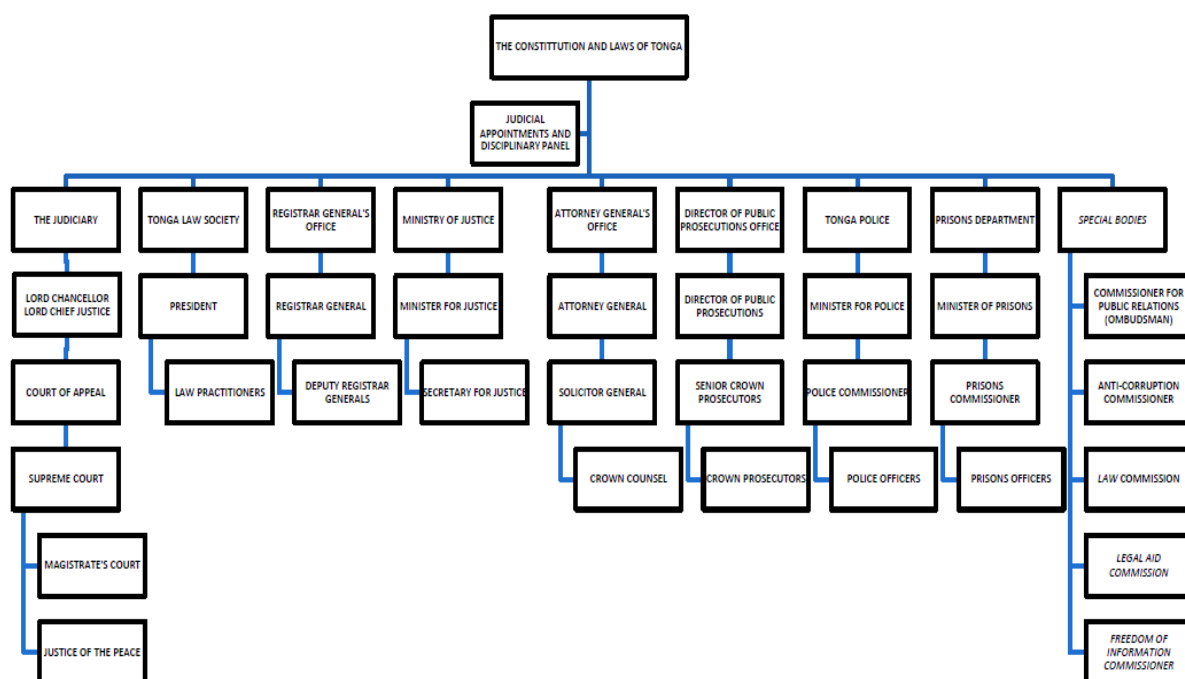 THE CONSTITTUTION AND LAWS OF TONGA
JUDICIAL
APPOINTMENTS AND
DISCIPLINARY PANEL
THE JUDICIARY
TONGA LAW SOCIETY
REGISTRAR GENERAL'S
OFFICE
MINISTRY OF JUSTICE
ATTORNEY GENERAL'S
OFFICE
DIRECTOR OF PUBLIC
PROSECUTIONS OFFICE
TONGA POLICE
PRISONS DEPARTMENT
SPECIAL BODIES
LORD CHANCELLOR
LORD CHIEF JUSTICE
PRESIDENT
REGISTRAR GENERAL
MINISTER FOR JUSTICE
ATTORNEY GENERAL
DIRECTOR OF PUBLIC
PROSECUTIONS
MINISTER FOR POLICE
MINISTER OF PRISONS
COMMISSIONER FOR
PUBLIC RELATIONS
(OMBUDSMAN)
COURT OF APPEAL
LAW PRACTITIONERS
DEPUTY REGISTRAR
GENERALS
SECRETARY FOR JUSTICE
SOLICITOR GENERAL
SENIOR CROWN
PROSECUTORS
POLICE COMMISSIONER
PRISONS
COMMISSIONER
ANTI-CORRUPTION
COMMISSIONER
SUPREME COURT
CROWN COUNSEL
CROWN PROSECUTORS
POLICE OFFICERS
PRISONS OFFICERS
LAW COMMISSION
MAGISTRATE'S COURT
LEGAL AID
COMMISSION
JUSTICE OF THE PEACE
FREEDOM OF
INFORMATION
COMMISSIONER